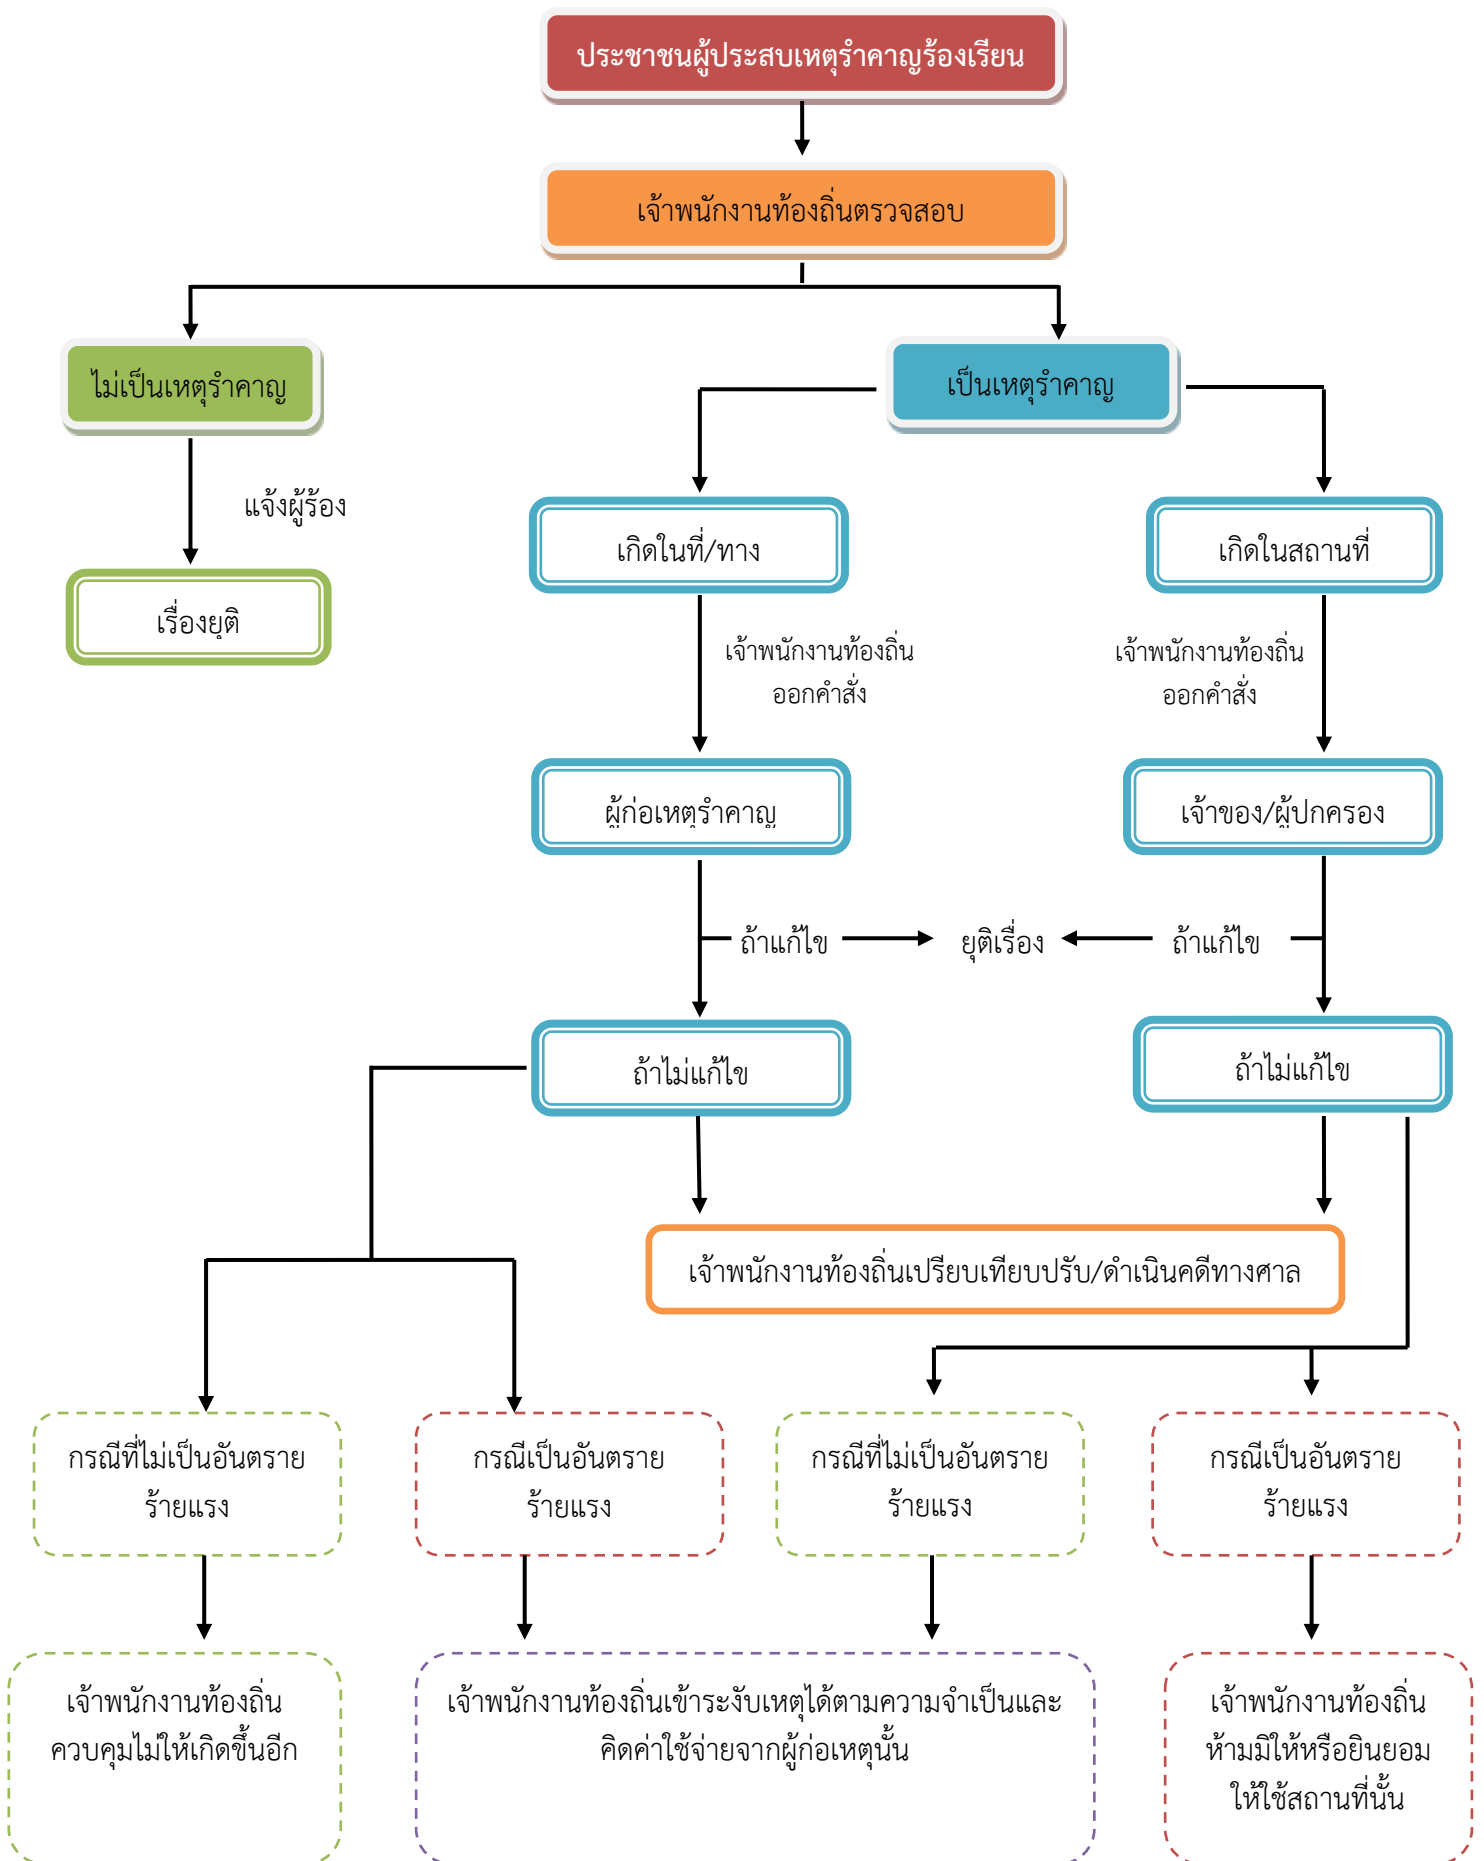 ประชาชนผู้ประสบเหตุรำคาญร้องเรียน
เจ้าพนักงานท้องถิ่นตรวจสอบ
ไม่เป็นเหตุรำคาญ
เป็นเหตุรำคาญ
แจ้งผู้ร้อง
เกิดในที่/ทาง
เกิดในสถานที่
เรื่องยุติ
เจ้าพนักงานท้องถิ่น
ออกคำสั่ง
เจ้าพนักงานท้องถิ่น
ออกคำสั่ง
ผู้ก่อเหตุรำคาญ
เจ้าของ/ผู้ปกครอง
ถ้าแก้ไข
ยุติเรื่อง
ถ้าแก้ไข
ถ้าไม่แก้ไข
ถ้าไม่แก้ไข
เจ้าพนักงานท้องถิ่นเปรียบเทียบปรับ/ดำเนินคดีทางศาล
กรณีที่ไม่เป็นอันตราย
ร้ายแรง
กรณีเป็นอันตราย
ร้ายแรง
กรณีที่ไม่เป็นอันตราย
ร้ายแรง
กรณีเป็นอันตราย
ร้ายแรง
เจ้าพนักงานท้องถิ่น
ควบคุมไม่ให้เกิดขึ้นอีก
เจ้าพนักงานท้องถิ่นเข้าระงับเหตุได้ตามความจำเป็นและ
คิดค่าใช้จ่ายจากผู้ก่อเหตุนั้น
เจ้าพนักงานท้องถิ่น
ห้ามมิให้หรือยินยอม
ให้ใช้สถานที่นั้น